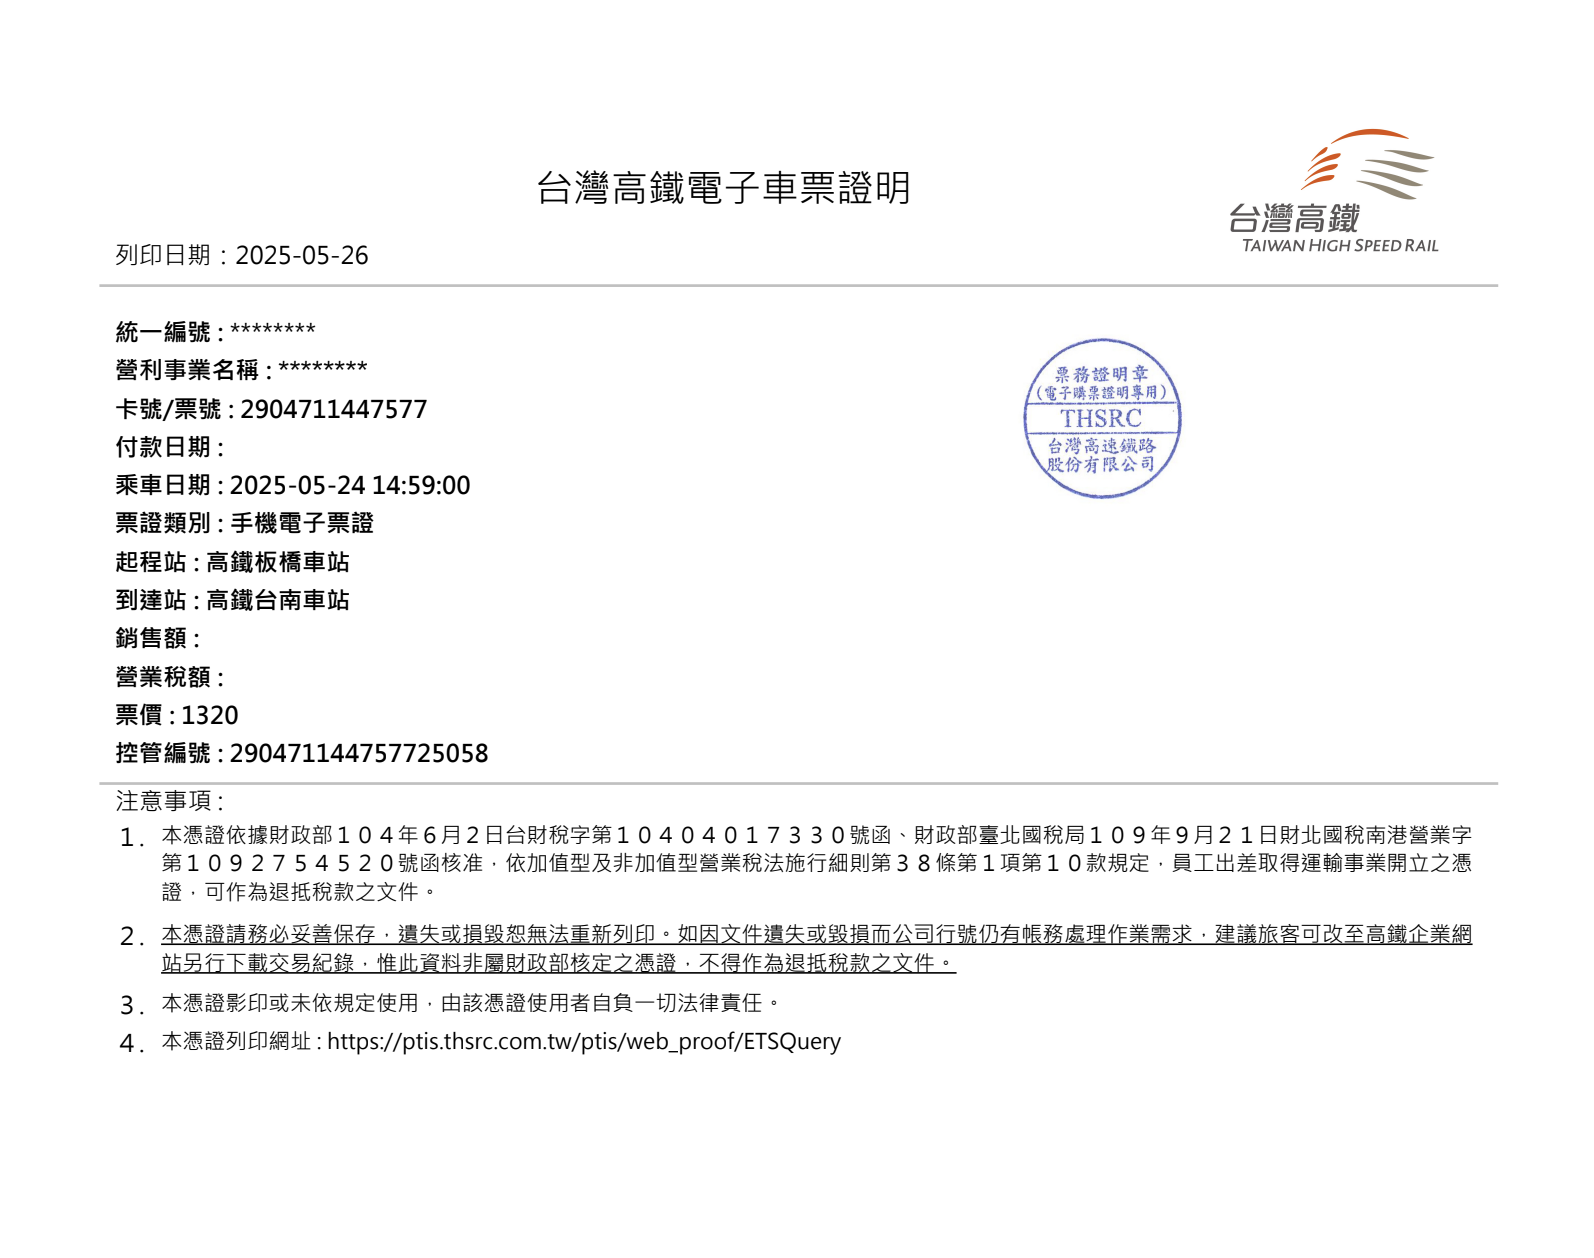 台灣高鐵電子車票證明
台灣高鐵
TAIWAN HIGH SPEED RAIL
列印日期：2025-05-26
統一編號 : ********
營利事業名稱 : ********
卡號/票號 : 2904711447577
付款日期 :
乘車日期 : 2025-05-24 14:59:00
票證類別 : 手機電子票證
起程站 : 高鐵板橋車站
到達站 : 高鐵台南車站
銷售額 :
營業稅額 :
票價 : 1320
控管編號 : 290471144757725058
票務證明章
(電子購票證明專用)
THSRC
台灣高速鐵路
股份有限公司
注意事項 :
１. 本憑證依據財政部１０４年６月２日台財稅字第１０４０４０１７３３０號函、財政部臺北國稅局１０９年９月２１日財北國稅南港營業字
第１０９２７５４５２０號函核准，依加值型及非加值型營業稅法施行細則第３８條第１項第１０款規定，員工出差取得運輸事業開立之憑
證，可作為退抵稅款之文件。
２. 本憑證請務必妥善保存，遺失或損毀恕無法重新列印。如因文件遺失或毀損而公司行號仍有帳務處理作業需求，建議旅客可改至高鐵企業網
站另行下載交易紀錄，惟此資料非屬財政部核定之憑證，不得作為退抵稅款之文件。
３. 本憑證影印或未依規定使用，由該憑證使用者自負一切法律責任。
４. 本憑證列印網址 : https://ptis.thsrc.com.tw/ptis/web_proof/ETSQuery